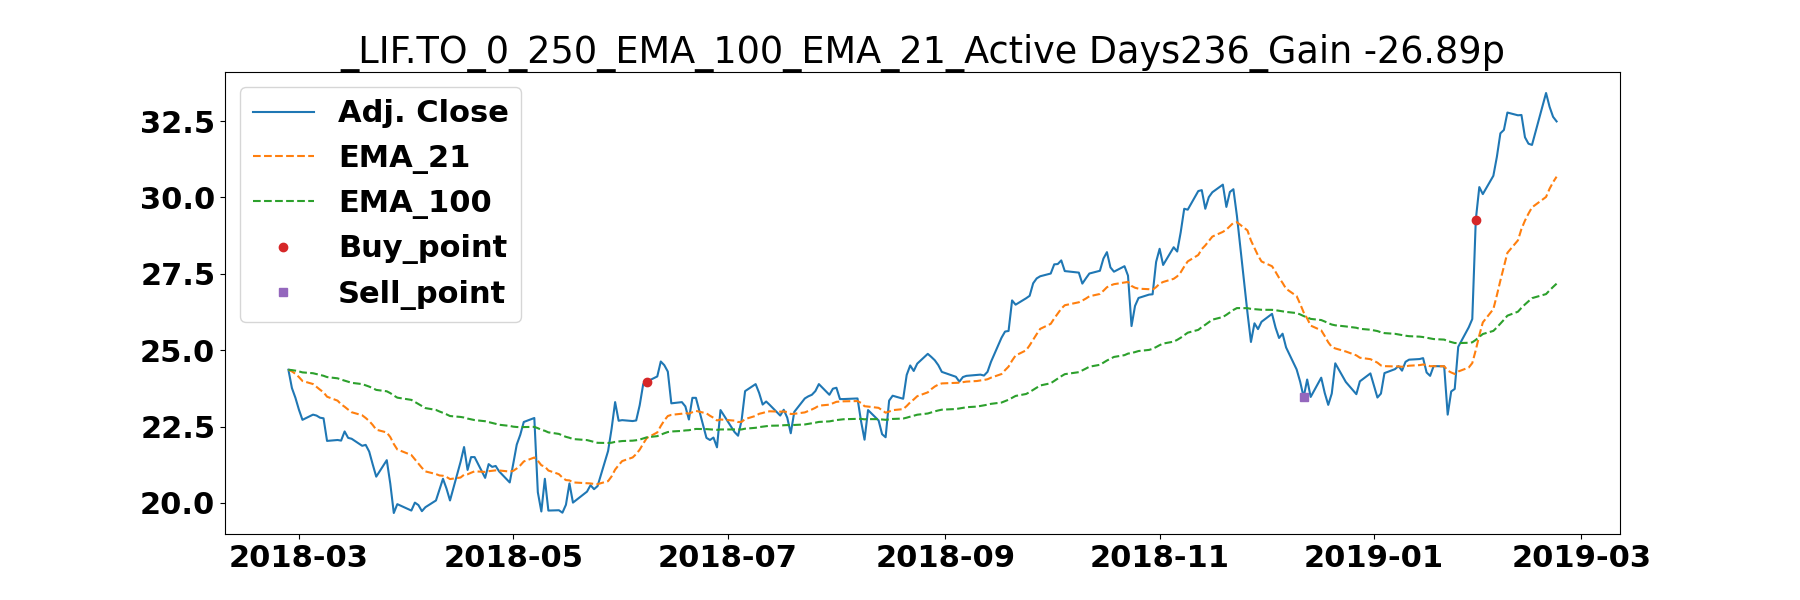 _LIF.TO_0_250_EMA_100_EMA_21_Active Days236_Gain -26.89p
Adj. Close
EMA_21
EMA_100
Buy_point
Sell_point
32.5
30.0
27.5
25.0
22.5
20.0
2018-03 2018-05 2018-07 2018-09 2018-11 2019-01 2019-03